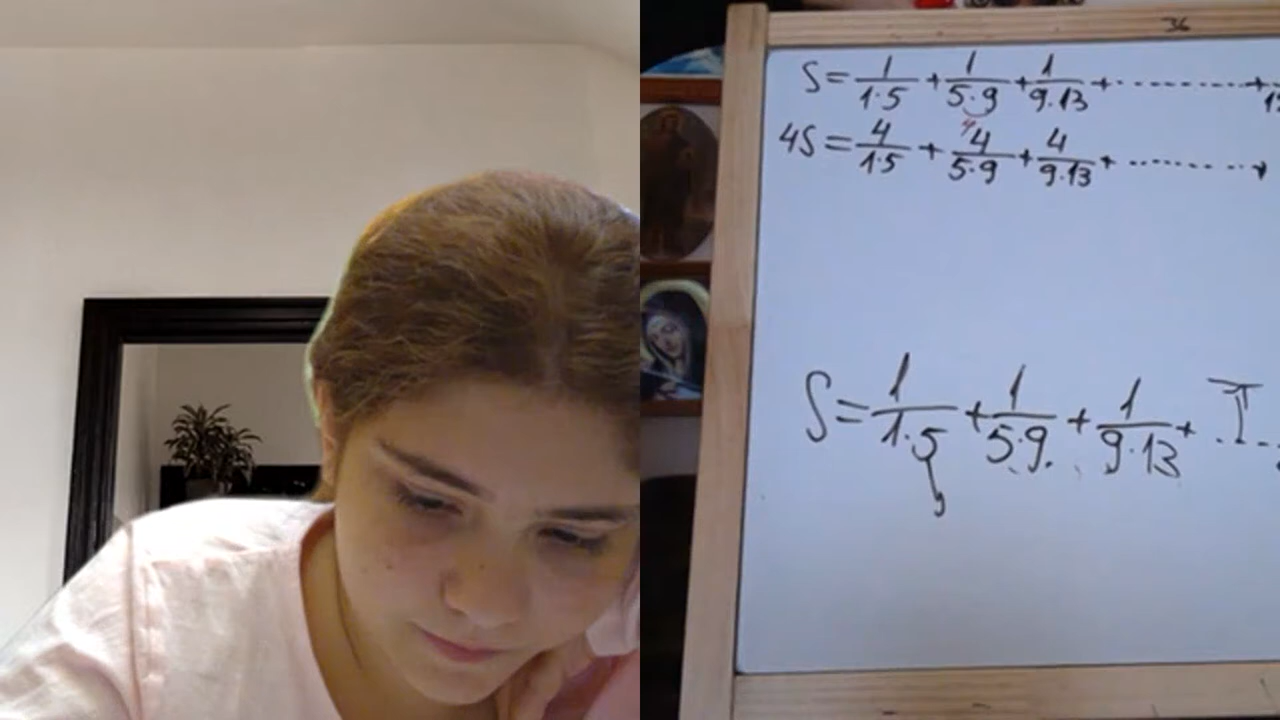 36
S = 1/(1·5) + 1/(5·9) + 1/(9·13) + ........ +
4S = 4/(1·5) + 4/(5·9) + 4/(9·13) + ........ +
S = 1/(1·5) + 1/(5·9) + 1/(9·13) + ....